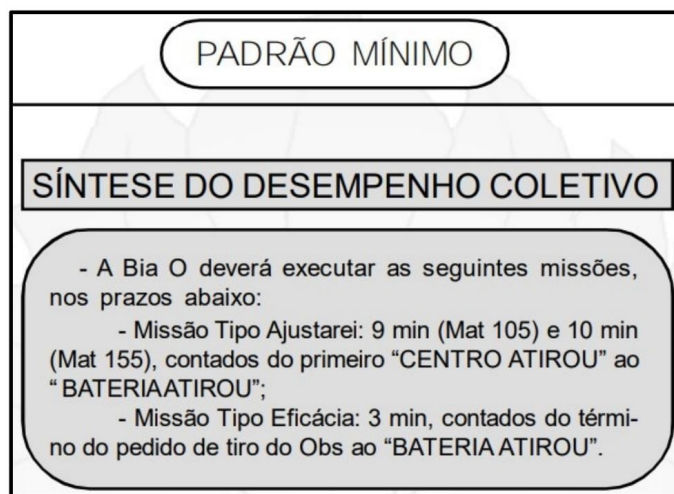 PADRÃO MÍNIMO
SÍNTESE DO DESEMPENHO COLETIVO
- A Bia O deverá executar as seguintes missões,
nos prazos abaixo:
- Missão Tipo Ajustarei: 9 min (Mat 105) e 10 min
(Mat 155), contados do primeiro “CENTRO ATIROU” ao
“ BATERIAATIROU”;
- Missão Tipo Eficácia: 3 min, contados do térmi-
no do pedido de tiro do Obs ao “BATERIA ATIROU”.